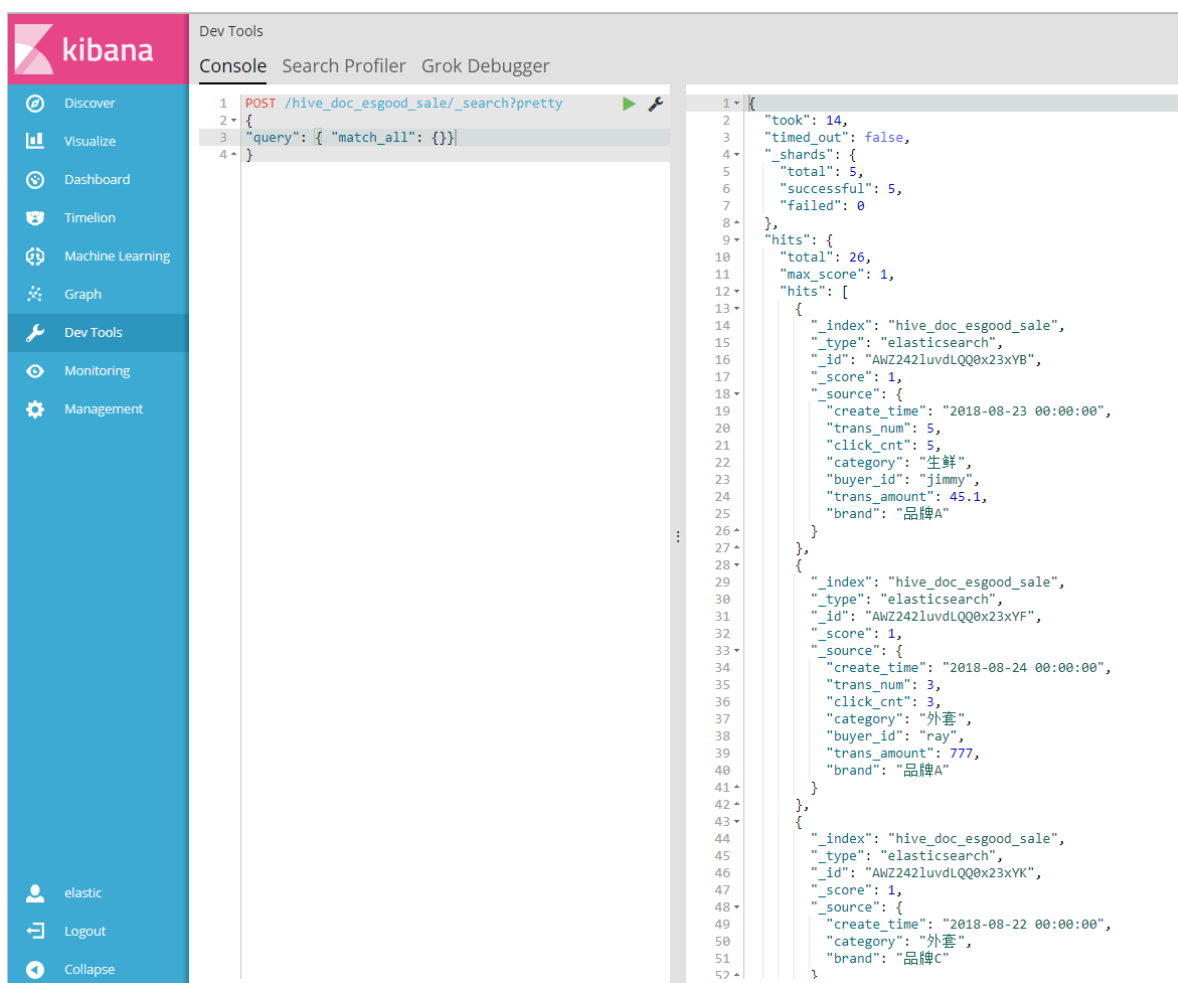 kibana
Discover
Visualize
Dashboard
Timelion
Machine Learning
Graph
Dev Tools
Monitoring
Management
elastic
Logout
Collapse
Dev Tools
Console Search Profiler Grok Debugger
1 POST /hive_doc_esgood_sale/_search?pretty
2 {
3 "query": { "match_all": {}}
4 }
1 {
2 "took": 14,
3 "timed_out": false,
4 "_shards": {
5 "total": 5,
6 "successful": 5,
7 "failed": 0
8 },
9 "hits": {
10 "total": 26,
11 "max_score": 1,
12 "hits": [
13 {
14 "_index": "hive_doc_esgood_sale",
15 "_type": "elasticsearch",
16 "_id": "AWZ242luvdLQQ0x23xYB",
17 "_score": 1,
18 "_source": {
19 "create_time": "2018-08-23 00:00:00",
20 "trans_num": 5,
21 "click_cnt": 5,
22 "category": "生鲜",
23 "buyer_id": "jimmy",
24 "trans_amount": 45.1,
25 "brand": "品牌A"
26 }
27 },
28 {
29 "_index": "hive_doc_esgood_sale",
30 "_type": "elasticsearch",
31 "_id": "AWZ242luvdLQQ0x23xYF",
32 "_score": 1,
33 "_source": {
34 "create_time": "2018-08-24 00:00:00",
35 "trans_num": 3,
36 "click_cnt": 3,
37 "category": "外套",
38 "buyer_id": "ray",
39 "trans_amount": 777,
40 "brand": "品牌A"
41 }
42 },
43 {
44 "_index": "hive_doc_esgood_sale",
45 "_type": "elasticsearch",
46 "_id": "AWZ242luvdLQQ0x23xYK",
47 "_score": 1,
48 "_source": {
49 "create_time": "2018-08-22 00:00:00",
50 "category": "外套",
51 "brand": "品牌C"
52 }